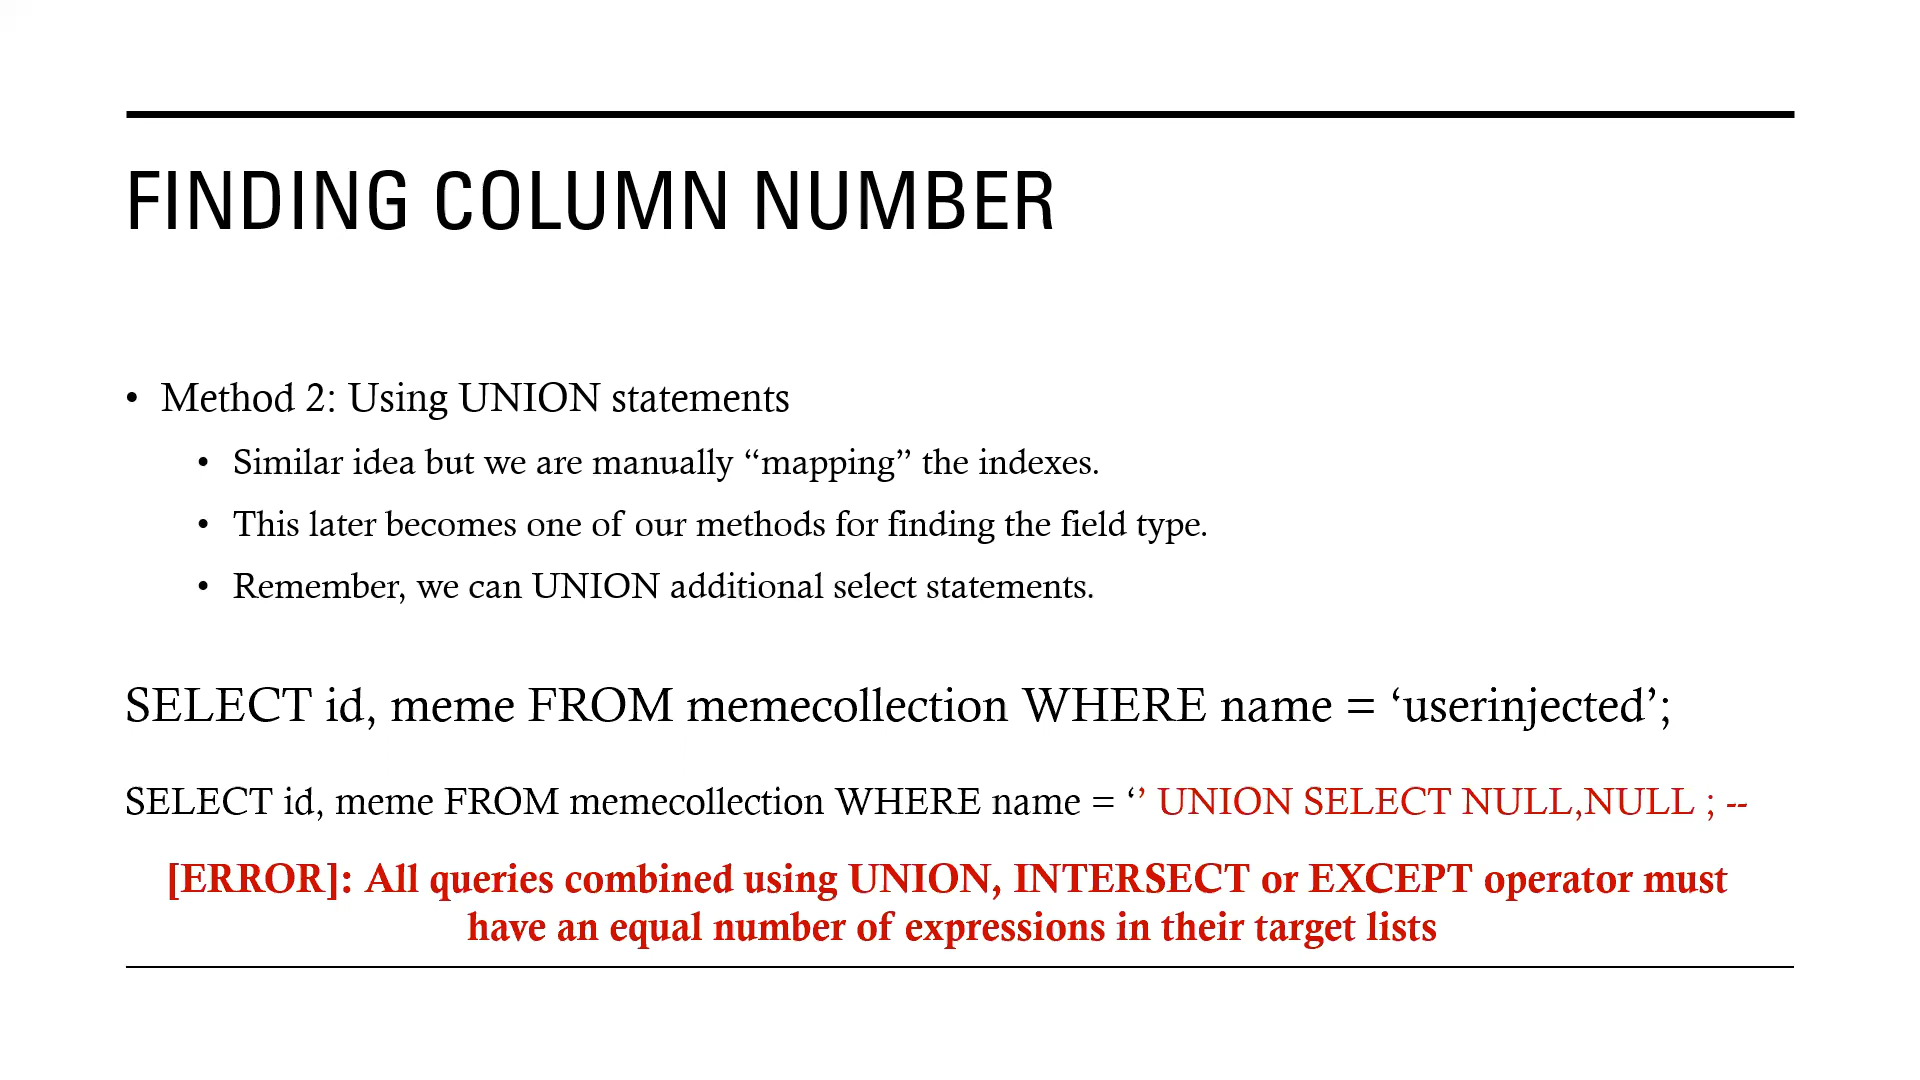 FINDING COLUMN NUMBER
• Method 2: Using UNION statements
• Similar idea but we are manually “mapping” the indexes.
• This later becomes one of our methods for finding the field type.
• Remember, we can UNION additional select statements.
SELECT id, meme FROM memecollection WHERE name = ‘userinjected’;
SELECT id, meme FROM memecollection WHERE name = ‘’ UNION SELECT NULL,NULL ; --
[ERROR]: All queries combined using UNION, INTERSECT or EXCEPT operator must
have an equal number of expressions in their target lists